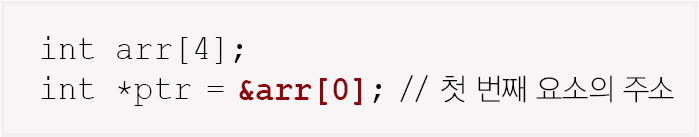 int arr[4];
int *ptr = &arr[0]; // 첫 번째 요소의 주소